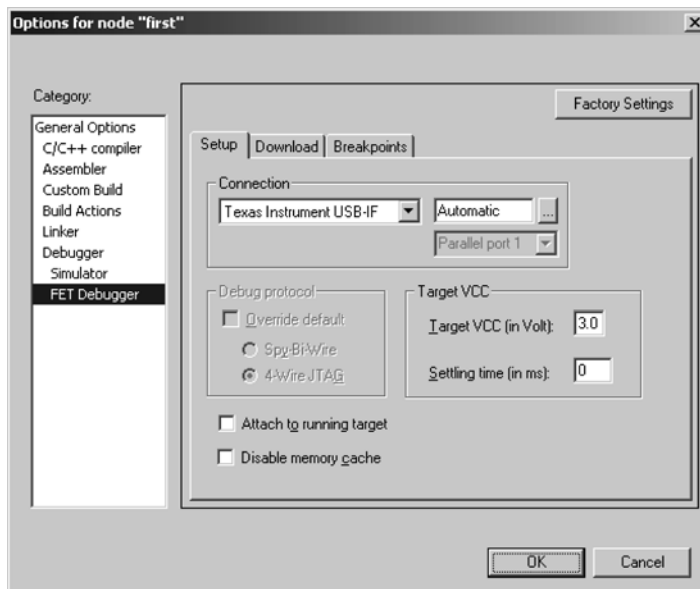 Options for node "first"
Category:
Factory Settings
General Options
C/C++ compiler
Assembler
Custom Build
Build Actions
Linker
Debugger
Simulator
FET Debugger
Setup
Download
Breakpoints
Connection
Texas Instrument USB-IF
Automatic
...
Parallel port 1
Debug protocol
Override default
Spy-Bi-Wire
4-Wire JTAG
Target VCC
Target VCC (in Volt):
3.0
Settling time (in ms):
0
Attach to running target
Disable memory cache
OK
Cancel